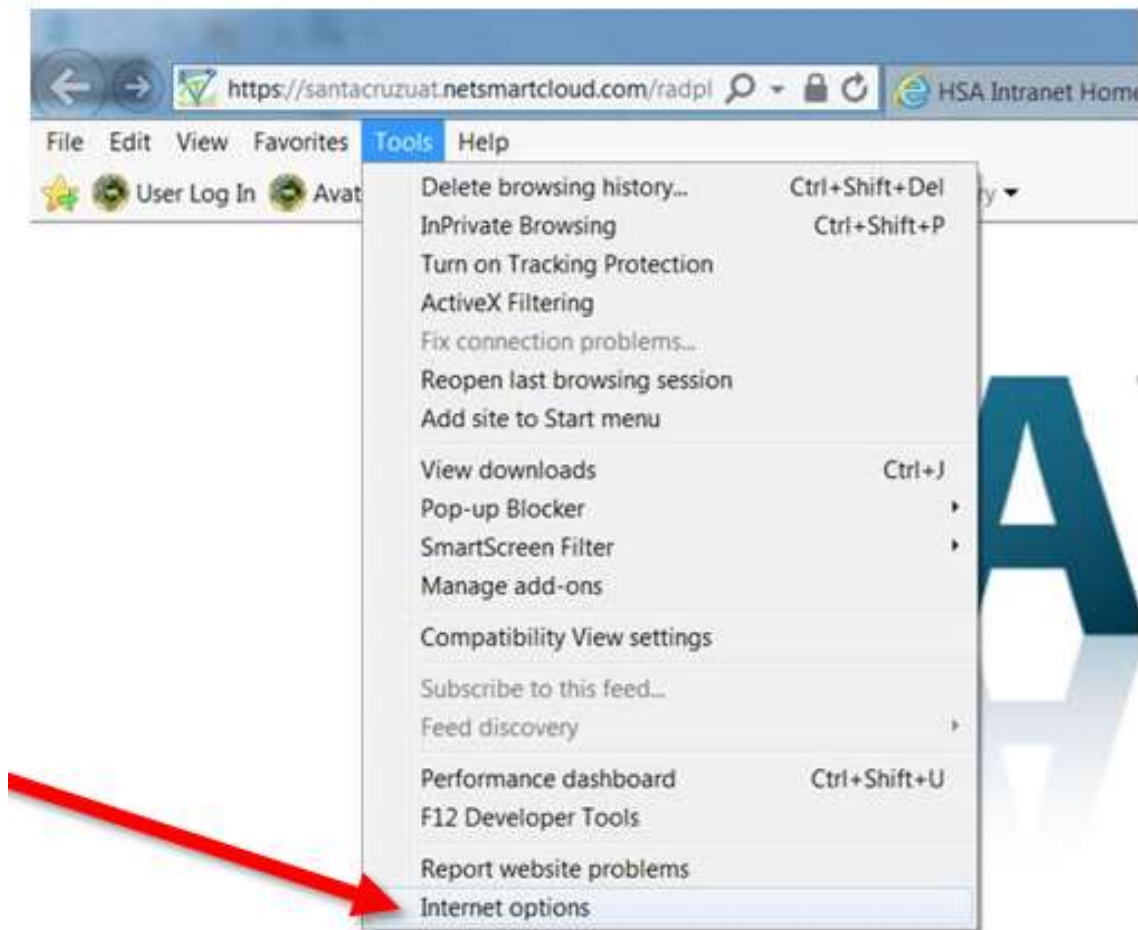 https://santacruzuat.netsmartcloud.com/radpl HSA Intranet Home
File Edit View Favorites Tools Help
User Log In Avat
Delete browsing history... Ctrl+Shift+Del
InPrivate Browsing Ctrl+Shift+P
Turn on Tracking Protection
ActiveX Filtering
Fix connection problems...
Reopen last browsing session
Add site to Start menu
View downloads Ctrl+J
Pop-up Blocker
SmartScreen Filter
Manage add-ons
Compatibility View settings
Subscribe to this feed...
Feed discovery
Performance dashboard Ctrl+Shift+U
F12 Developer Tools
Report website problems
Internet options
A